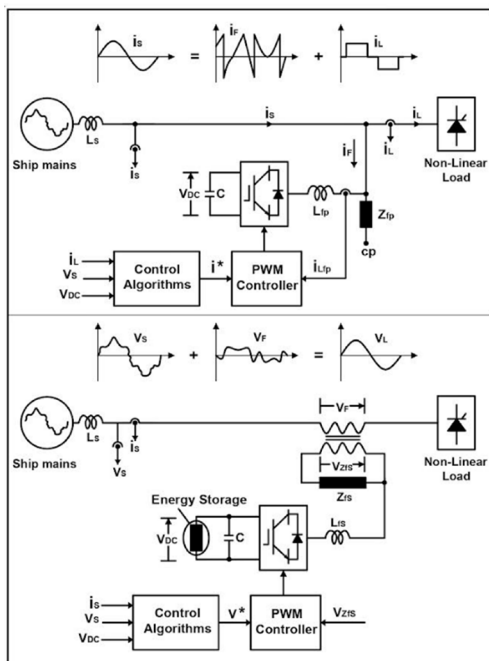 iS = iF + iL
iS iL
LS
Ship mains
iS
iF
iL
Non-Linear
Load
VDC C
Lfp
Zfp
cp
iL
VS
VDC
Control
Algorithms
i*
PWM
Controller
iLfp
VS + VF = VL
Ship mains
LS
iS
VS
VF
VZfS
ZfS
Non-Linear
Load
Energy Storage
VDC C
LfS
iS
VS
VDC
Control
Algorithms
V*
PWM
Controller
VZfS